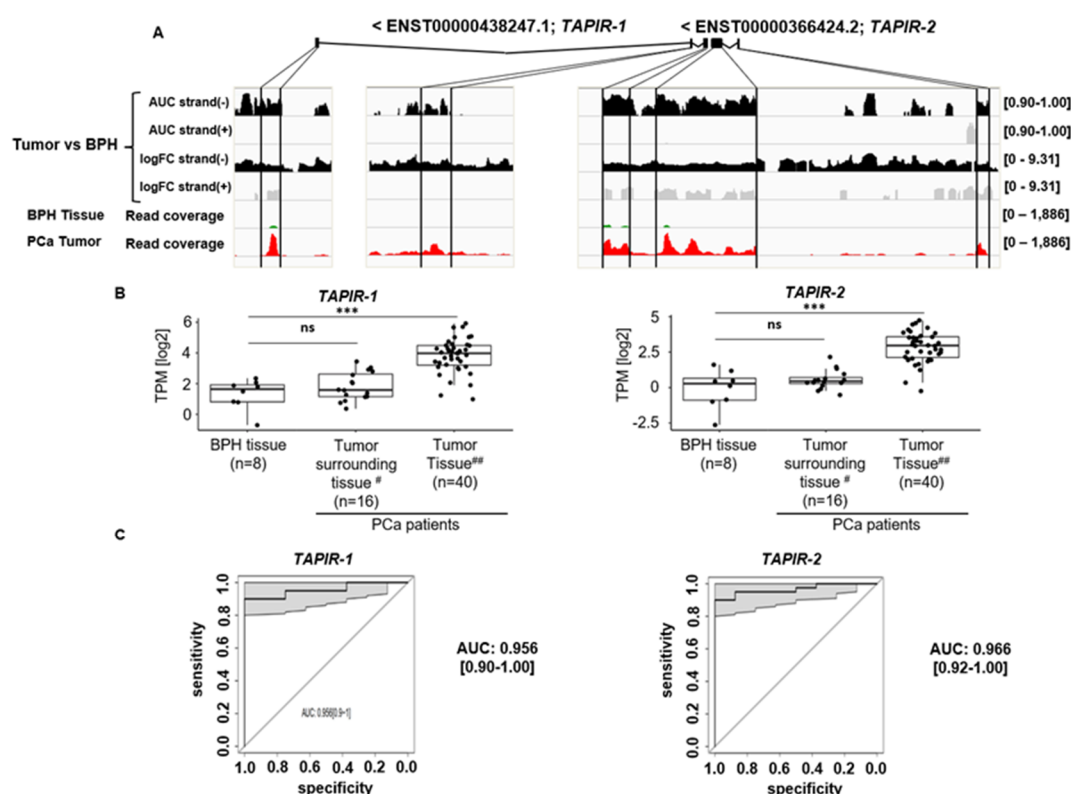 A
< ENST00000438247.1; TAPIR-1
< ENST00000366424.2; TAPIR-2
Tumor vs BPH
AUC strand(-)
[0.90-1.00]
AUC strand(+)
[0.90-1.00]
logFC strand(-)
[0 - 9.31]
logFC strand(+)
[0 - 9.31]
BPH Tissue Read coverage
[0 – 1,886]
PCa Tumor Read coverage
[0 – 1,886]
B
TAPIR-1
***
ns
TPM [log2]
6
4
2
0
BPH tissue
(n=8)
Tumor
surrounding
tissue #
(n=16)
Tumor
Tissue##
(n=40)
PCa patients
TAPIR-2
***
ns
TPM [log2]
5
2.5
0
-2.5
BPH tissue
(n=8)
Tumor
surrounding
tissue #
(n=16)
Tumor
Tissue##
(n=40)
PCa patients
C
TAPIR-1
sensitivity
1.0
0.8
0.6
0.4
0.2
0.0
AUC: 0.956[0.9–1]
1.0 0.8 0.6 0.4 0.2 0.0
specificity
AUC: 0.956
[0.90-1.00]
TAPIR-2
sensitivity
1.0
0.8
0.6
0.4
0.2
0.0
1.0 0.8 0.6 0.4 0.2 0.0
specificity
AUC: 0.966
[0.92-1.00]